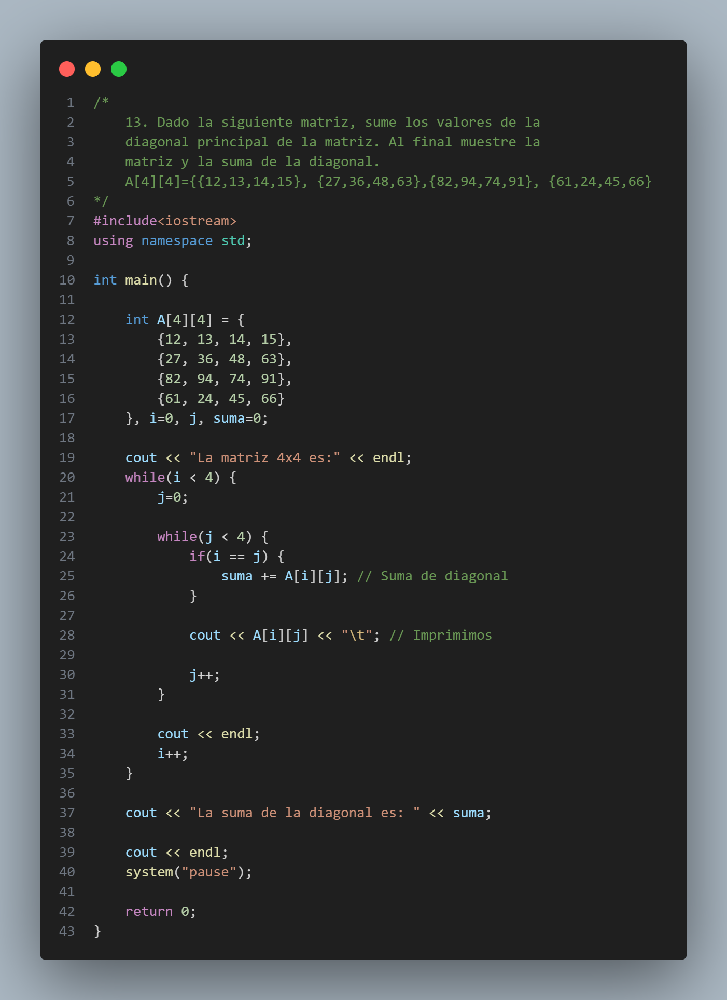 1 /*
2     13. Dado la siguiente matriz, sume los valores de la
3     diagonal principal de la matriz. Al final muestre la
4     matriz y la suma de la diagonal.
5     A[4][4]={{12,13,14,15}, {27,36,48,63},{82,94,74,91}, {61,24,45,66}
6 */
7 #include<iostream>
8 using namespace std;
9
10 int main() {
11
12     int A[4][4] = {
13         {12, 13, 14, 15},
14         {27, 36, 48, 63},
15         {82, 94, 74, 91},
16         {61, 24, 45, 66}
17     }, i=0, j, suma=0;
18
19     cout << "La matriz 4x4 es:" << endl;
20     while(i < 4) {
21         j=0;
22
23         while(j < 4) {
24             if(i == j) {
25                 suma += A[i][j]; // Suma de diagonal
26             }
27
28             cout << A[i][j] << "\t"; // Imprimimos
29
30             j++;
31         }
32
33         cout << endl;
34         i++;
35     }
36
37     cout << "La suma de la diagonal es: " << suma;
38
39     cout << endl;
40     system("pause");
41
42     return 0;
43 }